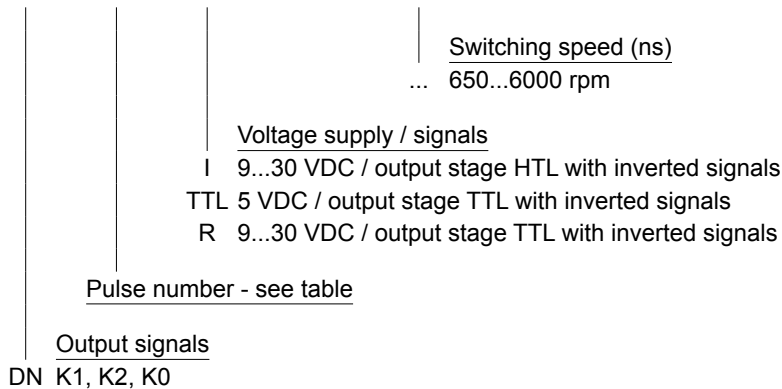 Switching speed (ns)
... 650...6000 rpm
Voltage supply / signals
I 9...30 VDC / output stage HTL with inverted signals
TTL 5 VDC / output stage TTL with inverted signals
R 9...30 VDC / output stage TTL with inverted signals
Pulse number - see table
Output signals
DN K1, K2, K0